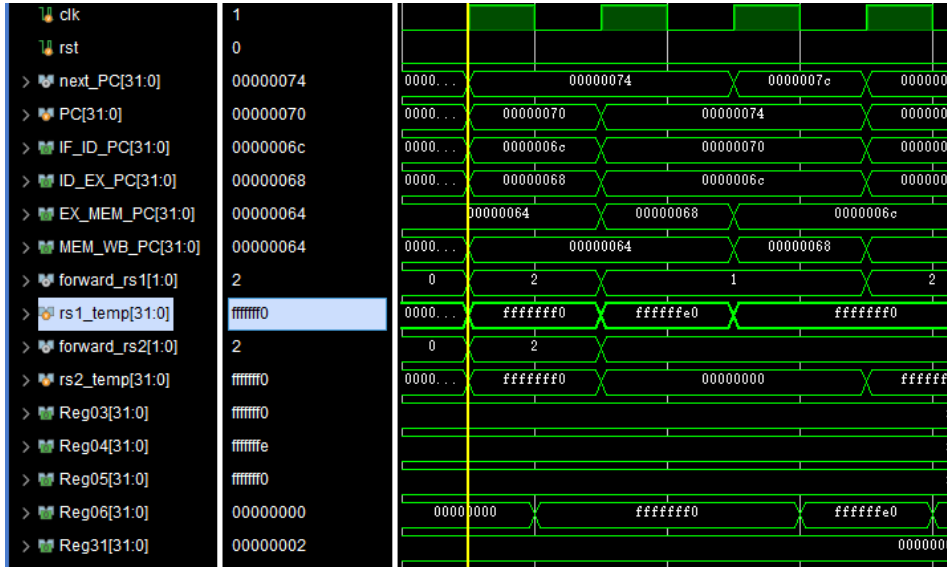 clk 1
rst 0
next_PC[31:0] 00000074 0000... 00000074 0000007c 000000
PC[31:0] 00000070 0000... 00000070 00000074 000000
IF_ID_PC[31:0] 0000006c 0000... 0000006c 00000070 000000
ID_EX_PC[31:0] 00000068 0000... 00000068 0000006c 000000
EX_MEM_PC[31:0] 00000064 00000064 00000068 0000006c
MEM_WB_PC[31:0] 00000064 0000... 00000064 00000068
forward_rs1[1:0] 2 0 2 1 2
rs1_temp[31:0] fffffff0 0000... fffffff0 ffffffe0 fffffff0
forward_rs2[1:0] 2 0 2
rs2_temp[31:0] fffffff0 0000... fffffff0 00000000 ffffff
Reg03[31:0] fffffff0
Reg04[31:0] fffffffe
Reg05[31:0] fffffff0
Reg06[31:0] 00000000 00000000 fffffff0 ffffffe0
Reg31[31:0] 00000002 000000